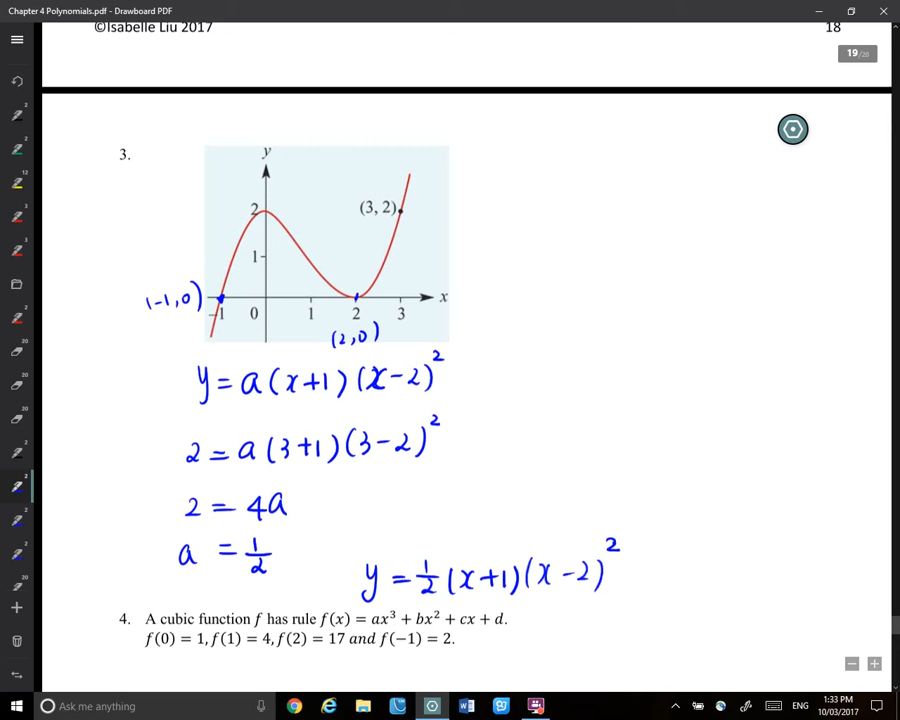 Chapter 4 Polynomials.pdf - Drawboard PDF
©Isabelle Liu 2017
18
19/26
3.
y
2
(3, 2)
1
(-1,0)
-1 0 1 2 3 x
(2,0)
y = a(x+1)(x-2)²
2 = a(3+1)(3-2)²
2 = 4a
a = 1/2
y = 1/2(x+1)(x-2)²
4. A cubic function f has rule f(x) = ax³ + bx² + cx + d.
f(0) = 1, f(1) = 4, f(2) = 17 and f(−1) = 2.
Ask me anything
ENG
1:33 PM
10/03/2017